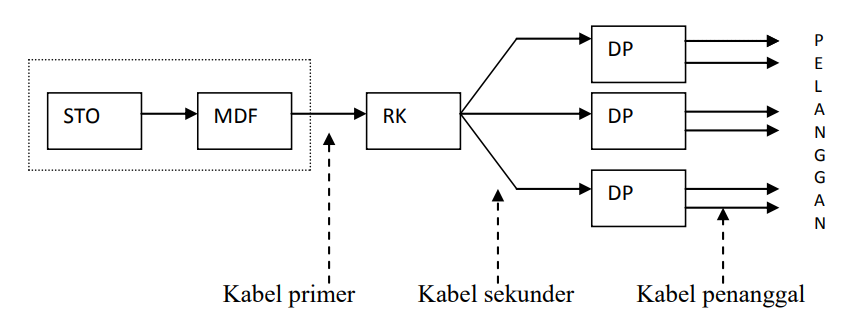 STO
MDF
RK
DP
DP
DP
P
E
L
A
N
G
G
A
N
Kabel primer
Kabel sekunder
Kabel penanggal